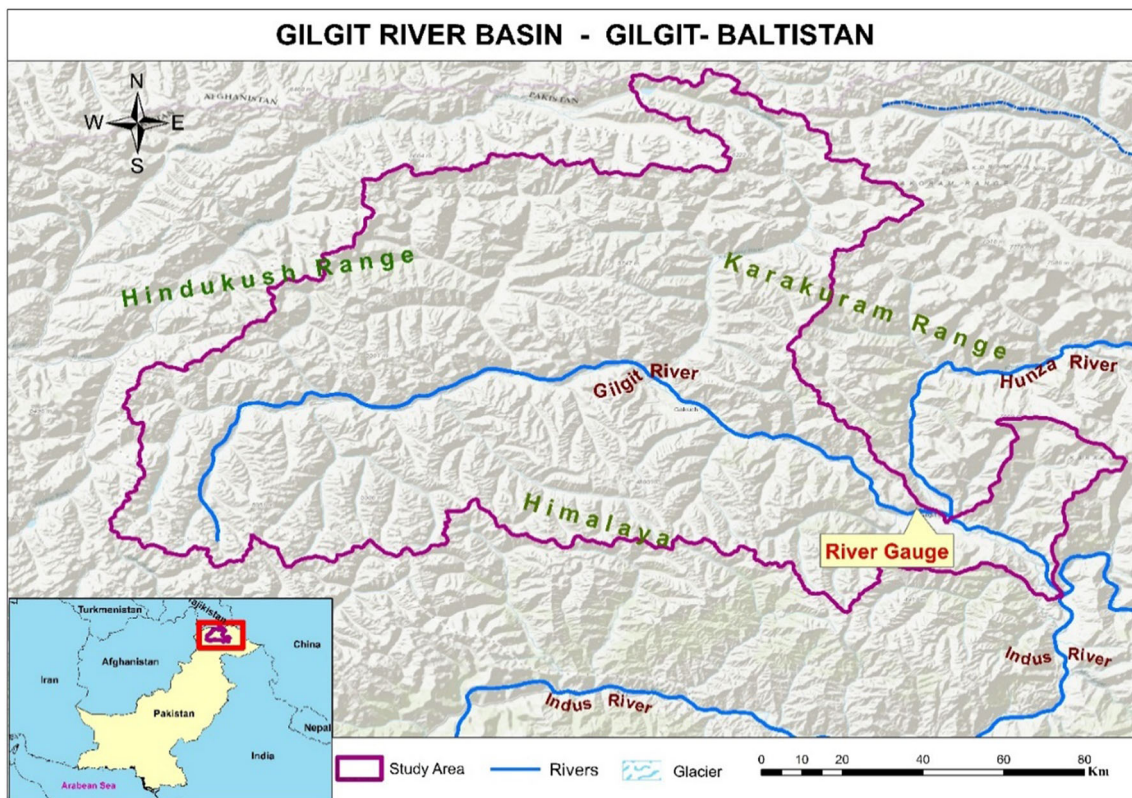 GILGIT RIVER BASIN - GILGIT- BALTISTAN
N
W E
S
AFGHANISTAN
PAKISTAN
Hindukush Range
Karakuram Range
Gilgit River
Hunza River
Gakuch
Himalaya
River Gauge
Indus River
Indus River
Turkmenistan
Tajikistan
China
Afghanistan
Iran
Pakistan
Nepal
India
Arabean Sea
Study Area
Rivers
Glacier
0 10 20 40 60 80
Km